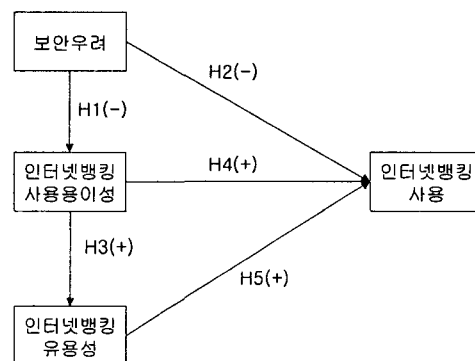 보안우려
H2(-)
H1(-)
인터넷뱅킹
사용용이성
H4(+)
인터넷뱅킹
사용
H3(+)
H5(+)
인터넷뱅킹
유용성